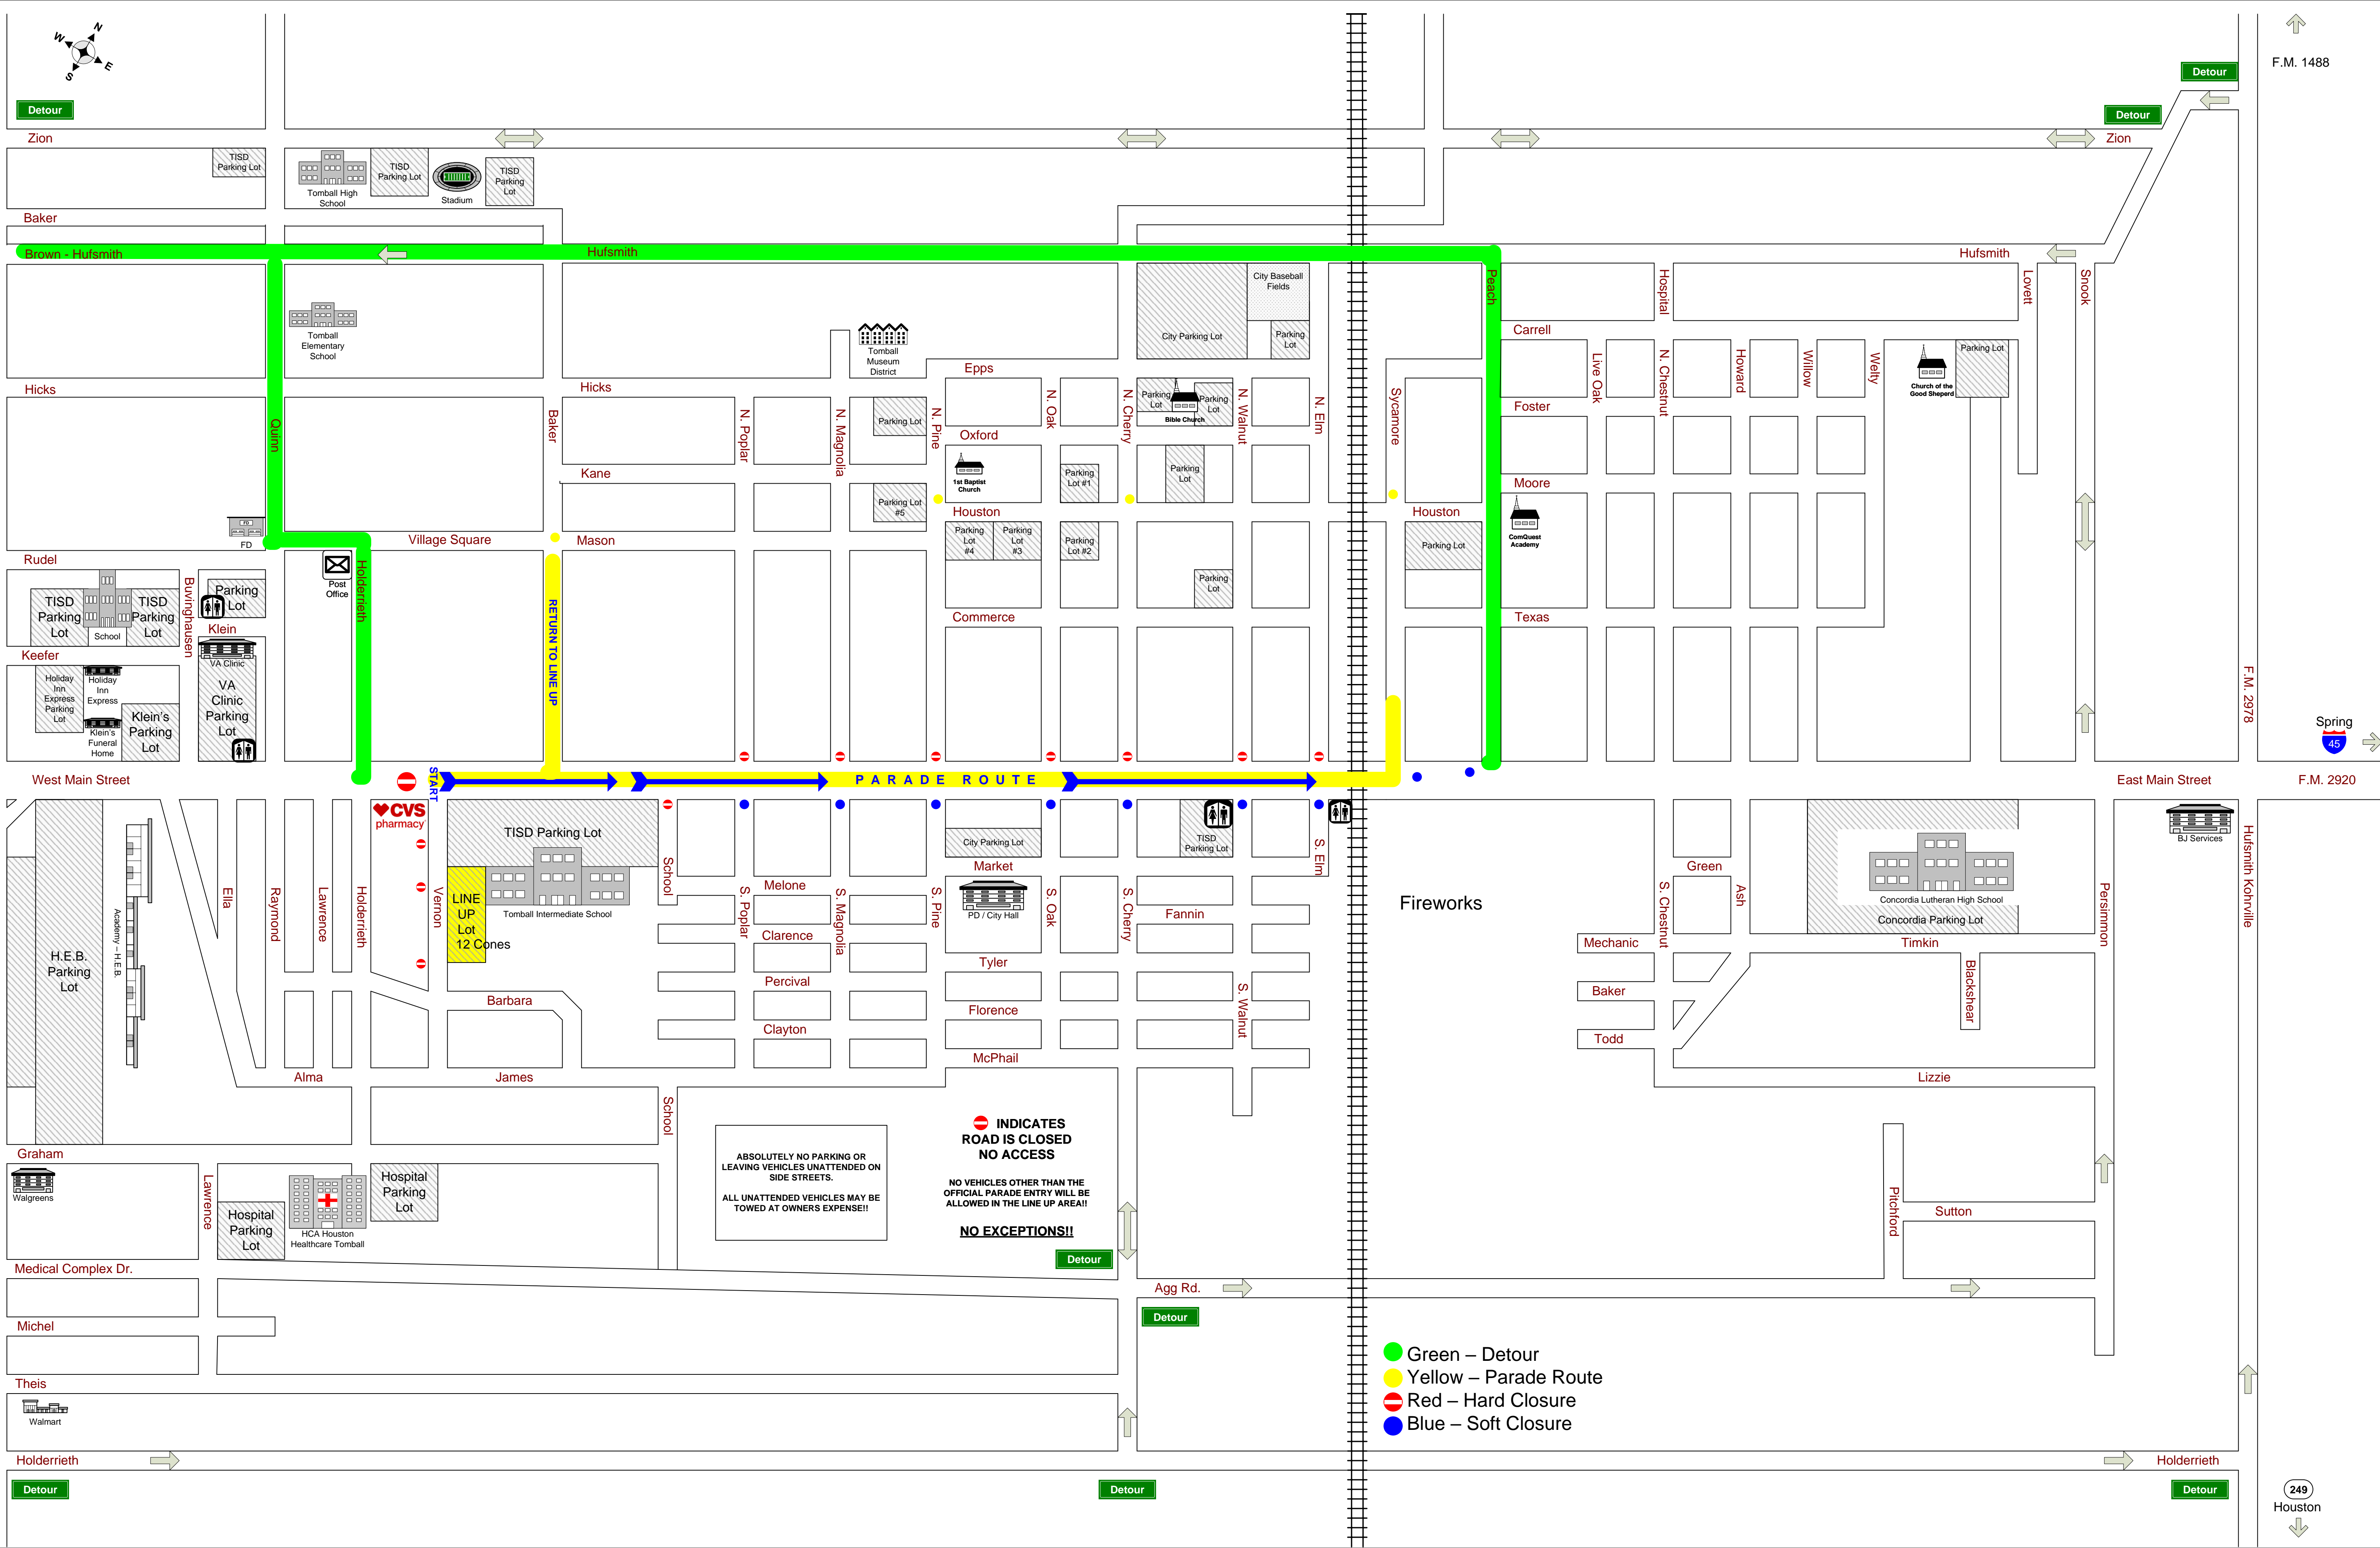 N
W
E
S
F.M. 1488
Detour
Detour
Detour
Zion
Zion
TISD
Parking Lot
Tomball High
School
TISD
Parking Lot
Stadium
TISD
Parking
Lot
Baker
Brown - Hufsmith
Hufsmith
Hufsmith
Peach
Hospital
Lovett
Snook
City Baseball
Fields
City Parking Lot
Parking
Lot
Tomball
Elementary
School
Tomball
Museum
District
Carrell
Epps
Hicks
Hicks
Quinn
Baker
N. Poplar
N. Magnolia
Parking Lot
N. Pine
Oxford
N. Oak
N. Cherry
Parking
Lot
Parking
Lot
Bible Church
N. Walnut
N. Elm
Sycamore
Foster
Live Oak
N. Chestnut
Howard
Willow
Welty
Church of the
Good Sheperd
Parking Lot
Kane
1st Baptist
Church
Parking
Lot #1
Parking
Lot
Moore
Parking Lot
#5
Houston
Houston
Parking
Lot
#4
Parking
Lot
#3
Parking
Lot #2
Parking Lot
ComQuest
Academy
FD
FD
Village Square
Mason
Rudel
Post
Office
Holderrieth
Buvinghausen
TISD
Parking
Lot
School
TISD
Parking
Lot
Parking
Lot
Klein
Parking
Lot
Commerce
Texas
RETURN TO LINE UP
Keefer
VA Clinic
VA
Clinic
Parking
Lot
Holiday
Inn
Express
Parking
Lot
Holiday
Inn
Express
Klein's
Funeral
Home
Klein's
Parking
Lot
F.M. 2978
Spring
45
West Main Street
START
PARADE ROUTE
East Main Street
F.M. 2920
CVS
pharmacy
TISD Parking Lot
LINE
UP
Lot
12 Cones
Tomball Intermediate School
School
City Parking Lot
Market
PD / City Hall
TISD
Parking Lot
S. Elm
Fireworks
BJ Services
Hufsmith Kohrville
H.E.B.
Parking
Lot
Academy – H.E.B.
Ella
Raymond
Lawrence
Holderrieth
Vernon
Melone
S. Poplar
S. Magnolia
S. Pine
S. Oak
S. Cherry
Fannin
S. Walnut
Clarence
Tyler
Percival
Barbara
Florence
Clayton
McPhail
Green
S. Chestnut
Ash
Mechanic
Baker
Todd
Concordia Lutheran High School
Concordia Parking Lot
Timkin
Blackshear
Persimmon
Alma
James
Lizzie
School
Graham
Walgreens
Lawrence
Hospital
Parking
Lot
HCA Houston
Healthcare Tomball
Hospital
Parking
Lot
ABSOLUTELY NO PARKING OR
LEAVING VEHICLES UNATTENDED ON
SIDE STREETS.
ALL UNATTENDED VEHICLES MAY BE
TOWED AT OWNERS EXPENSE!!
INDICATES
ROAD IS CLOSED
NO ACCESS
NO VEHICLES OTHER THAN THE
OFFICIAL PARADE ENTRY WILL BE
ALLOWED IN THE LINE UP AREA!!
NO EXCEPTIONS!!
Detour
Pitchford
Sutton
Medical Complex Dr.
Agg Rd.
Detour
Michel
Green – Detour
Yellow – Parade Route
Red – Hard Closure
Blue – Soft Closure
Theis
Walmart
Holderrieth
Holderrieth
Detour
Detour
Detour
249
Houston